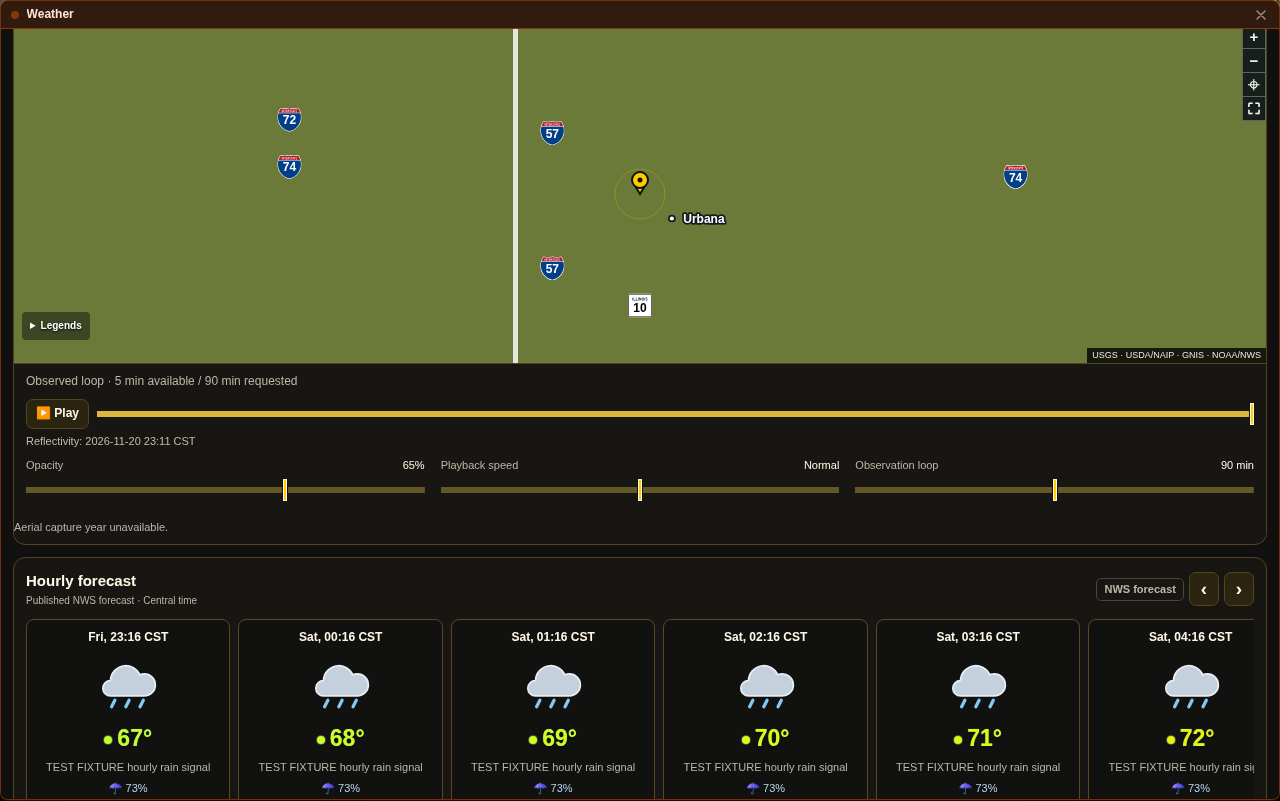 Weather
+
−
72
57
74
74
Urbana
57
ILLINOIS
10
Legends
USGS · USDA/NAIP · GNIS · NOAA/NWS
Observed loop · 5 min available / 90 min requested
Play
Reflectivity: 2026-11-20 23:11 CST
Opacity 65% Playback speed Normal Observation loop 90 min
Aerial capture year unavailable.
Hourly forecast
Published NWS forecast · Central time
NWS forecast ‹ ›
Fri, 23:16 CST Sat, 00:16 CST Sat, 01:16 CST Sat, 02:16 CST Sat, 03:16 CST Sat, 04:16 CST
67° 68° 69° 70° 71° 72°
TEST FIXTURE hourly rain signal TEST FIXTURE hourly rain signal TEST FIXTURE hourly rain signal TEST FIXTURE hourly rain signal TEST FIXTURE hourly rain signal TEST FIXTURE hourly rain sig
73% 73% 73% 73% 73% 73%